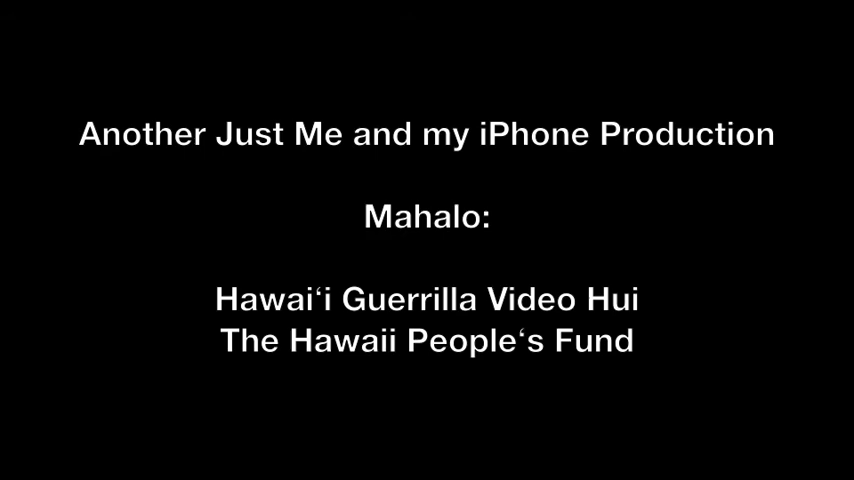 Another Just Me and my iPhone Production
Mahalo:
Hawai‘i Guerrilla Video Hui
The Hawaii People‘s Fund